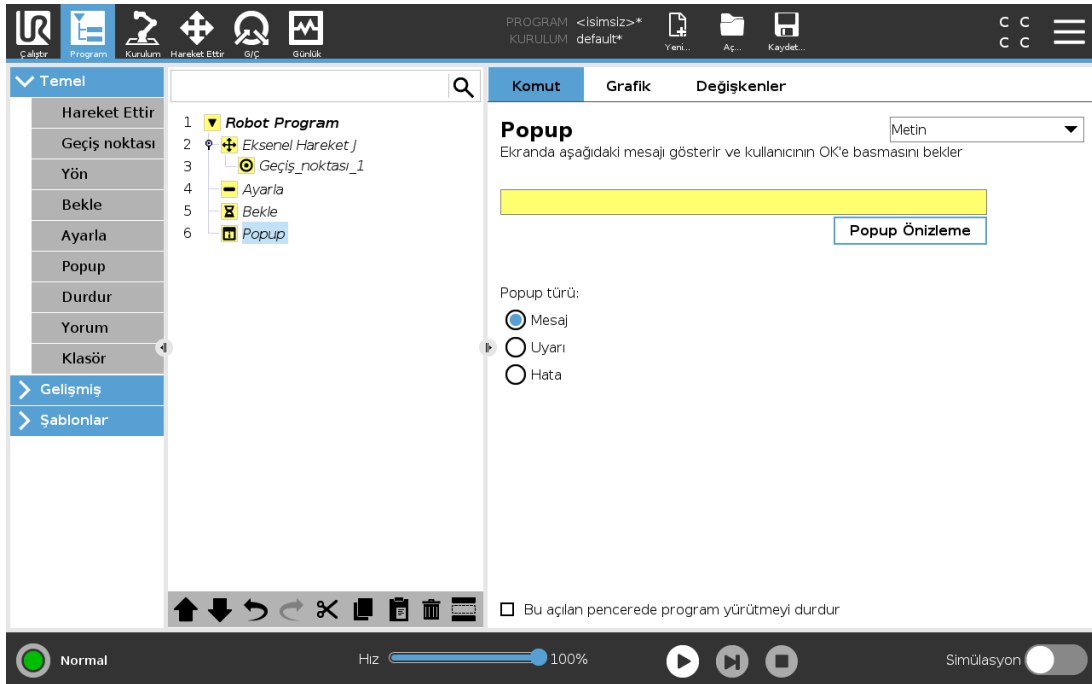 UR
PROGRAM <isimsiz>*
KURULUM default*
C C
C C
Çalıştır Program Kurulum Hareket Ettir G/Ç Günlük Yeni... Aç... Kaydet...
Temel
Hareket Ettir
Geçiş noktası
Yön
Bekle
Ayarla
Popup
Durdur
Yorum
Klasör
Gelişmiş
Şablonlar
1 Robot Program
2 Eksenel Hareket J
3 Geçiş_noktası_1
4 Ayarla
5 Bekle
6 Popup
Komut Grafik Değişkenler
Popup Metin
Ekranda aşağıdaki mesajı gösterir ve kullanıcının OK'e basmasını bekler
Popup Önizleme
Popup türü:
Mesaj
Uyarı
Hata
Bu açılan pencerede program yürütmeyi durdur
Normal Hız 100% Simülasyon